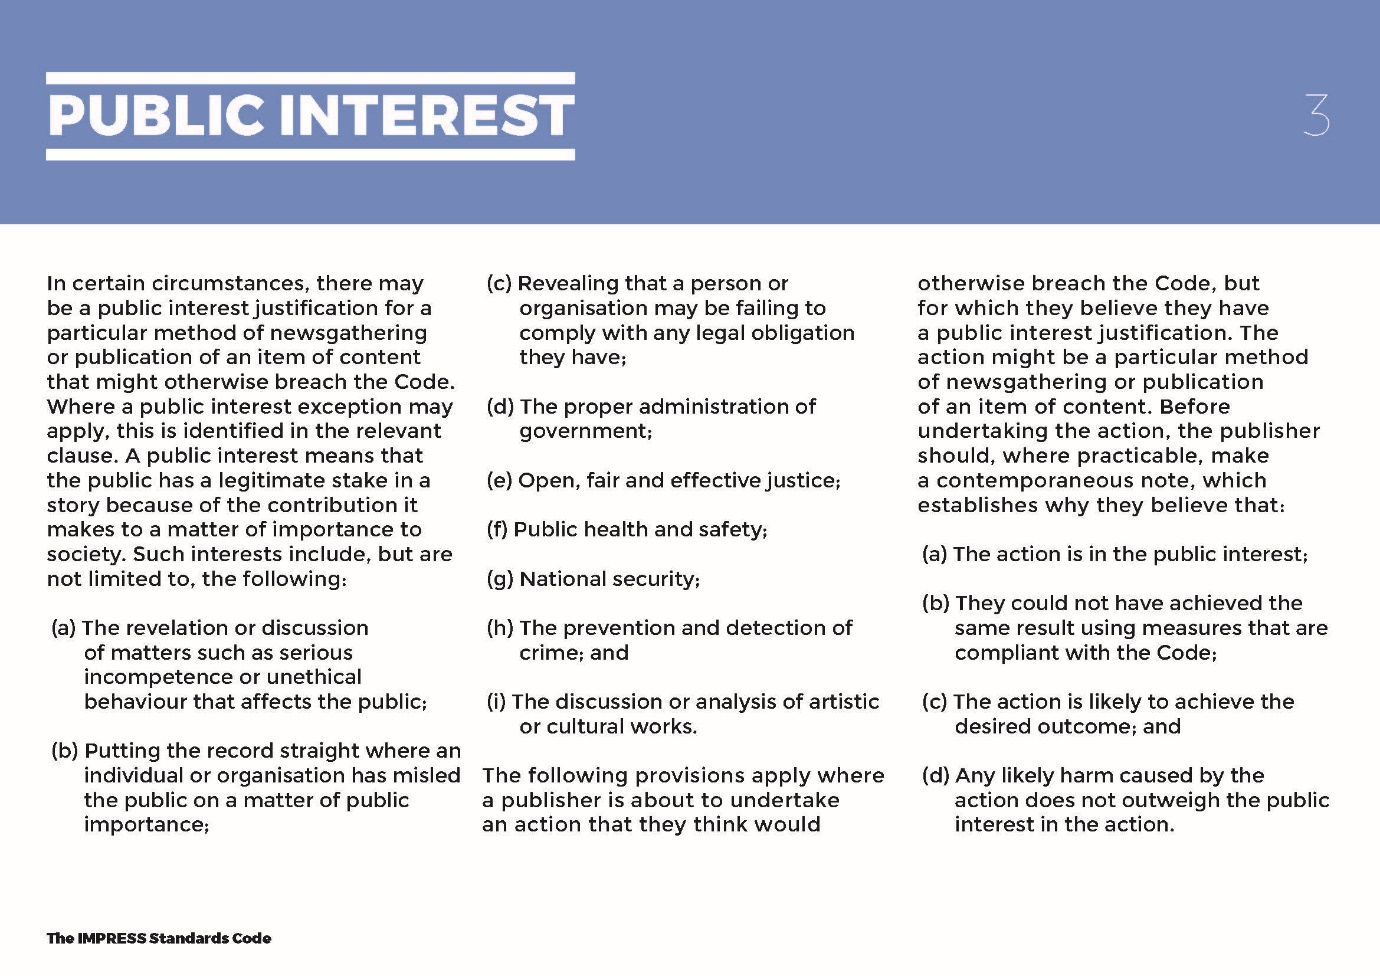 PUBLIC INTEREST
3
In certain circumstances, there may
be a public interest justification for a
particular method of newsgathering
or publication of an item of content
that might otherwise breach the Code.
Where a public interest exception may
apply, this is identified in the relevant
clause. A public interest means that
the public has a legitimate stake in a
story because of the contribution it
makes to a matter of importance to
society. Such interests include, but are
not limited to, the following:
(a) The revelation or discussion
of matters such as serious
incompetence or unethical
behaviour that affects the public;
(b) Putting the record straight where an
individual or organisation has misled
the public on a matter of public
importance;
(c) Revealing that a person or
organisation may be failing to
comply with any legal obligation
they have;
(d) The proper administration of
government;
(e) Open, fair and effective justice;
(f) Public health and safety;
(g) National security;
(h) The prevention and detection of
crime; and
(i) The discussion or analysis of artistic
or cultural works.
The following provisions apply where
a publisher is about to undertake
an action that they think would
otherwise breach the Code, but
for which they believe they have
a public interest justification. The
action might be a particular method
of newsgathering or publication
of an item of content. Before
undertaking the action, the publisher
should, where practicable, make
a contemporaneous note, which
establishes why they believe that:
(a) The action is in the public interest;
(b) They could not have achieved the
same result using measures that are
compliant with the Code;
(c) The action is likely to achieve the
desired outcome; and
(d) Any likely harm caused by the
action does not outweigh the public
interest in the action.
The IMPRESS Standards Code